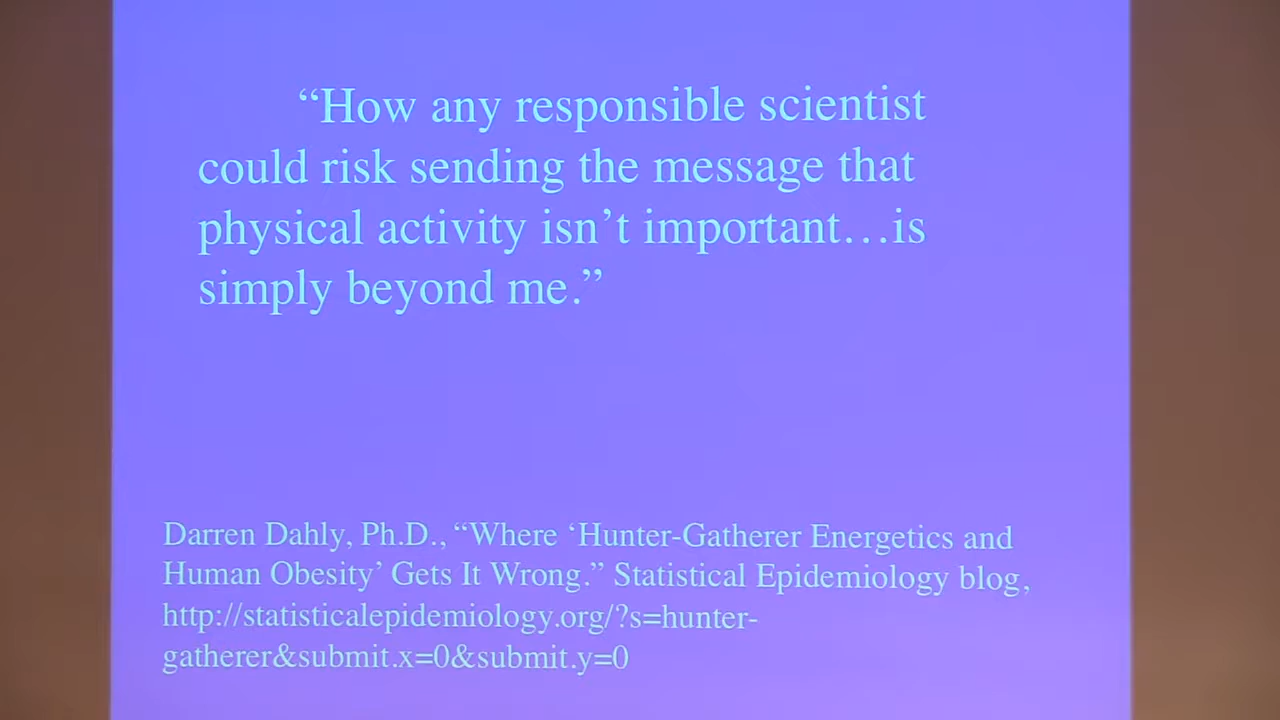 “How any responsible scientist
could risk sending the message that
physical activity isn’t important…is
simply beyond me.”
Darren Dahly, Ph.D., “Where ‘Hunter-Gatherer Energetics and
Human Obesity’ Gets It Wrong.” Statistical Epidemiology blog,
http://statisticalepidemiology.org/?s=hunter-
gatherer&submit.x=0&submit.y=0